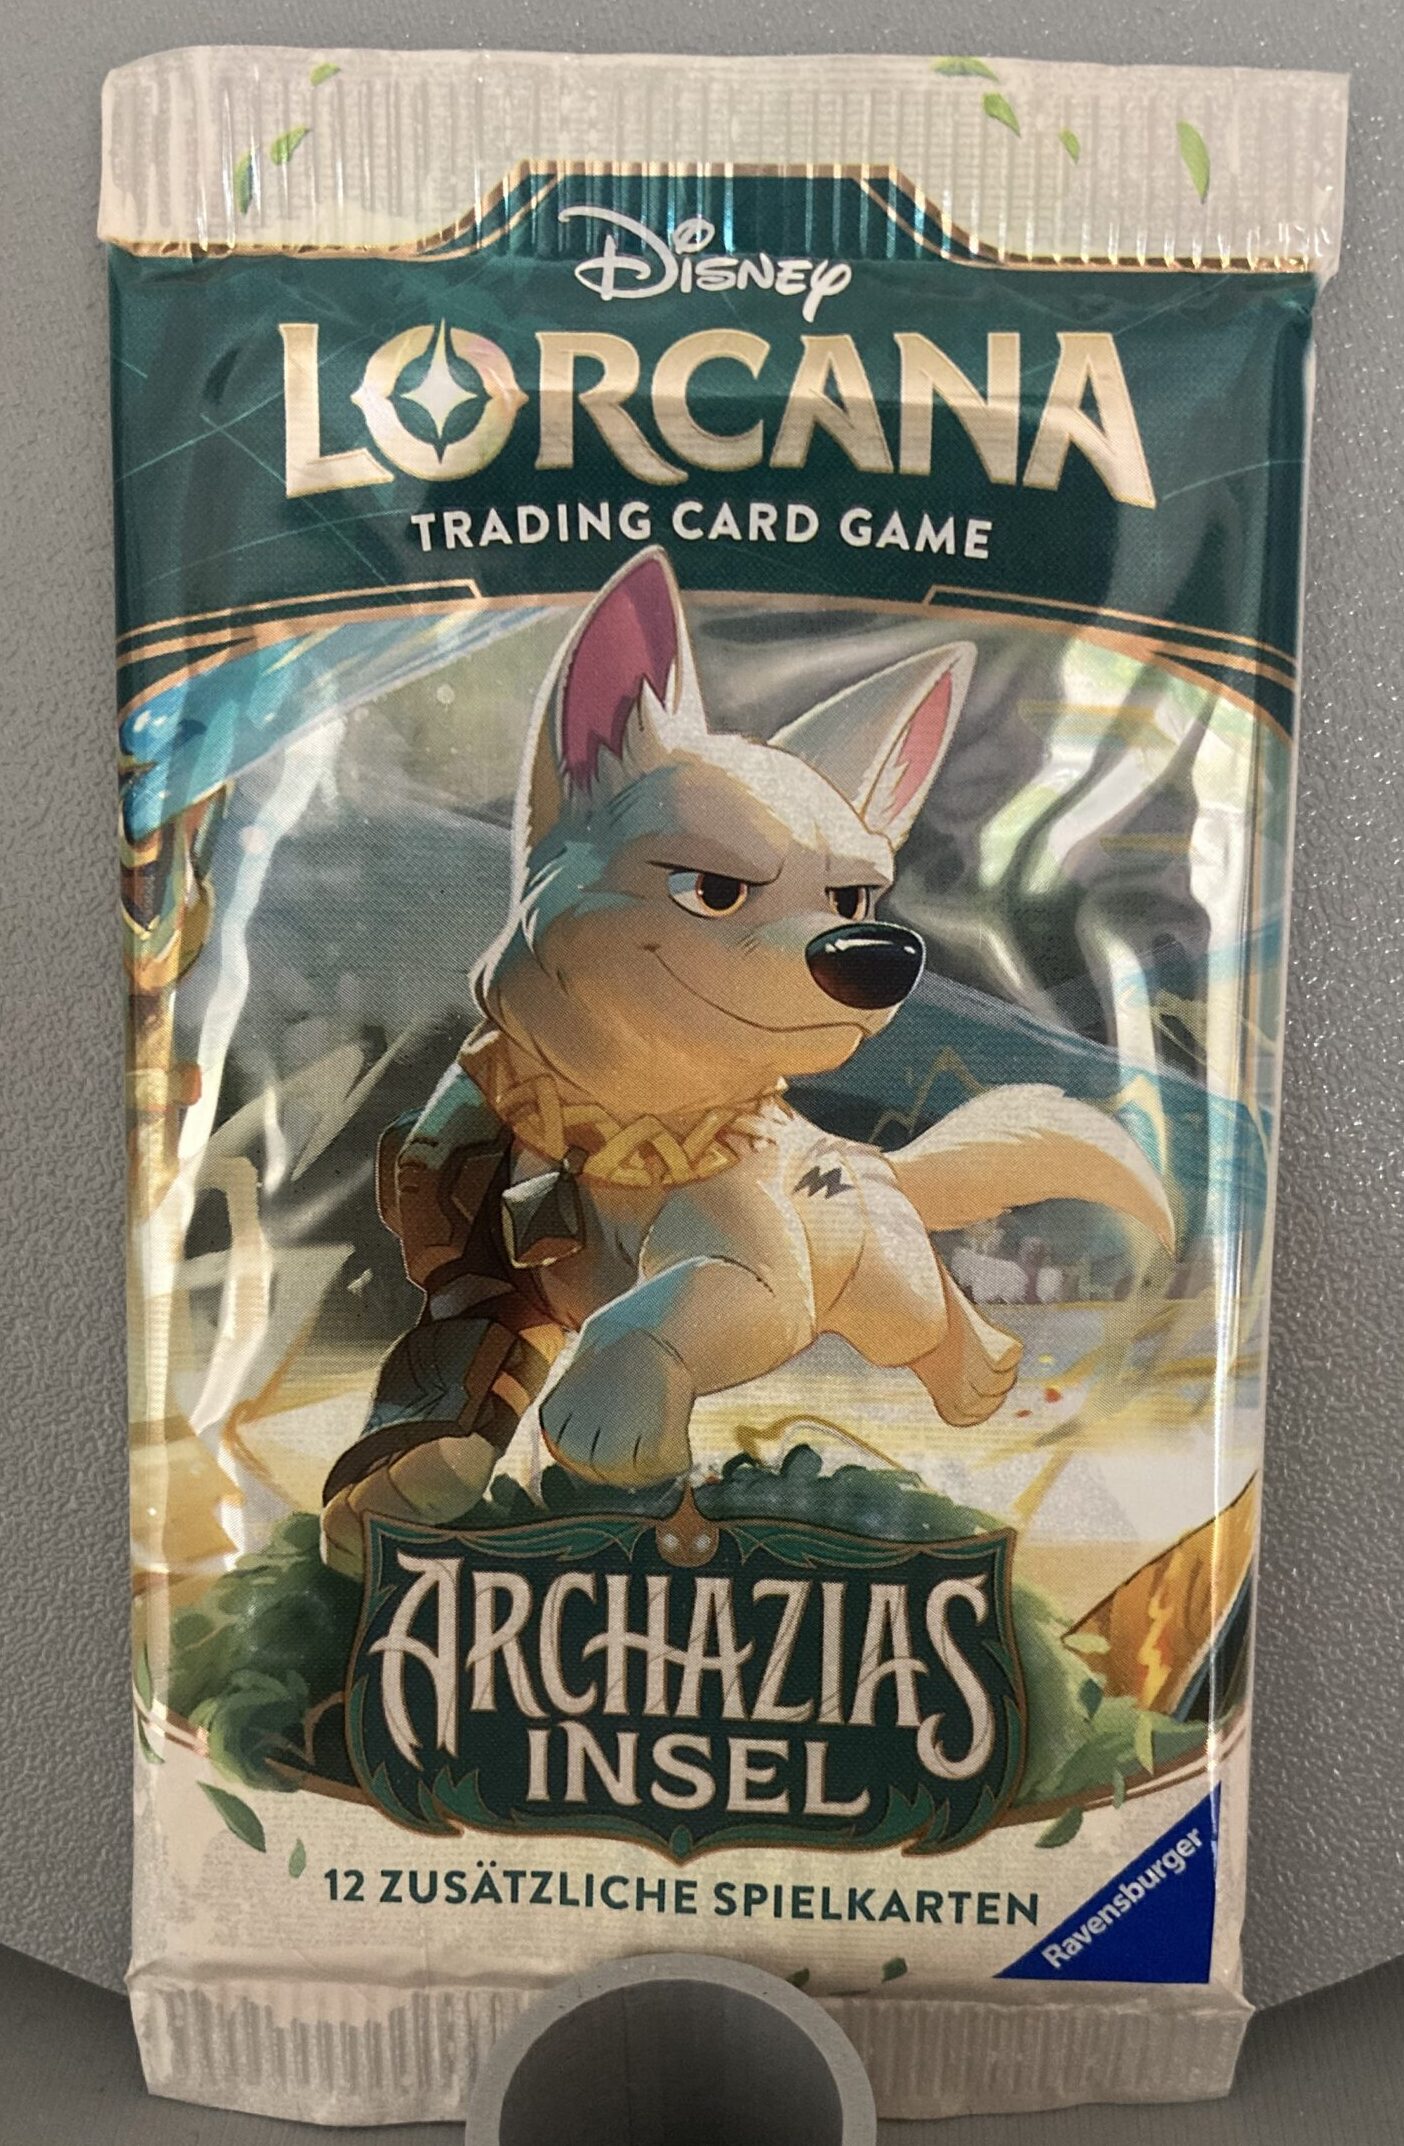 Disney
LORCANA
TRADING CARD GAME
ARCHAZIAS
INSEL
12 ZUSÄTZLICHE SPIELKARTEN
Ravensburger